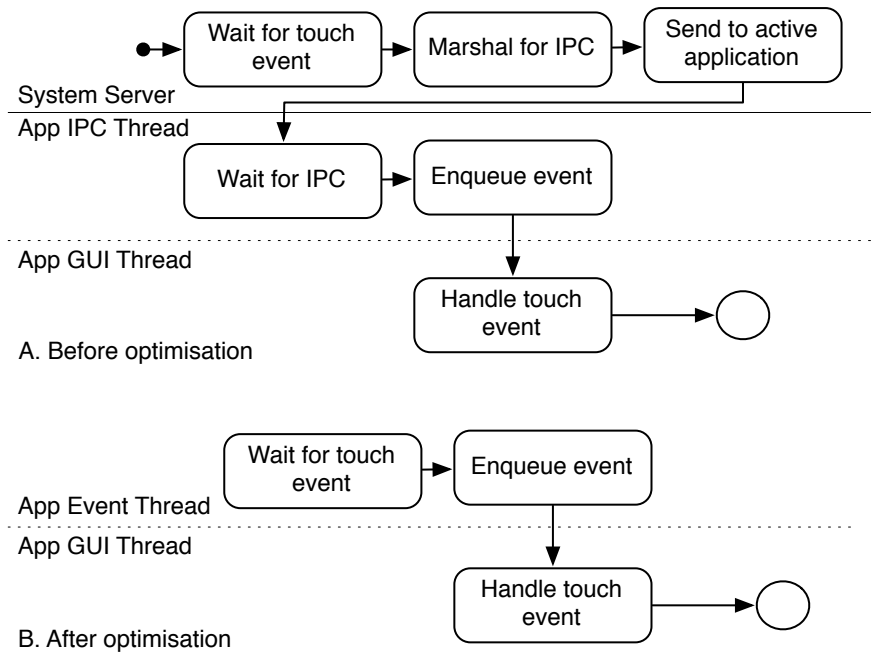 Wait for touch
event
Marshal for IPC
Send to active
application
System Server
App IPC Thread
Wait for IPC
Enqueue event
App GUI Thread
Handle touch
event
A. Before optimisation
Wait for touch
event
Enqueue event
App Event Thread
App GUI Thread
Handle touch
event
B. After optimisation